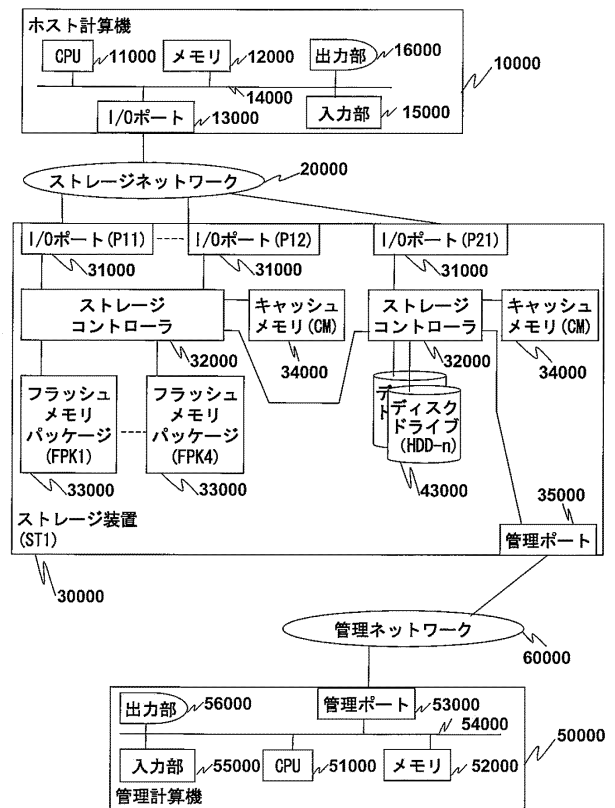 ホスト計算機
CPU 11000 メモリ 12000 出力部 16000
10000
14000
I/Oポート 13000 入力部 15000
ストレージネットワーク 20000
I/Oポート(P11) I/Oポート(P12) I/Oポート(P21)
31000 31000 31000
ストレージ
コントローラ
32000
キャッシュ
メモリ(CM)
34000
ストレージ
コントローラ
32000
キャッシュ
メモリ(CM)
34000
フラッシュ
メモリ
パッケージ
(FPK1)
33000
フラッシュ
メモリ
パッケージ
(FPK4)
33000
デ
ト
ディスク
ドライブ
(HDD-n)
43000
ストレージ装置
(ST1)
30000
35000
管理ポート
管理ネットワーク
60000
出力部 56000 管理ポート 53000
54000
50000
入力部 55000 CPU 51000 メモリ 52000
管理計算機